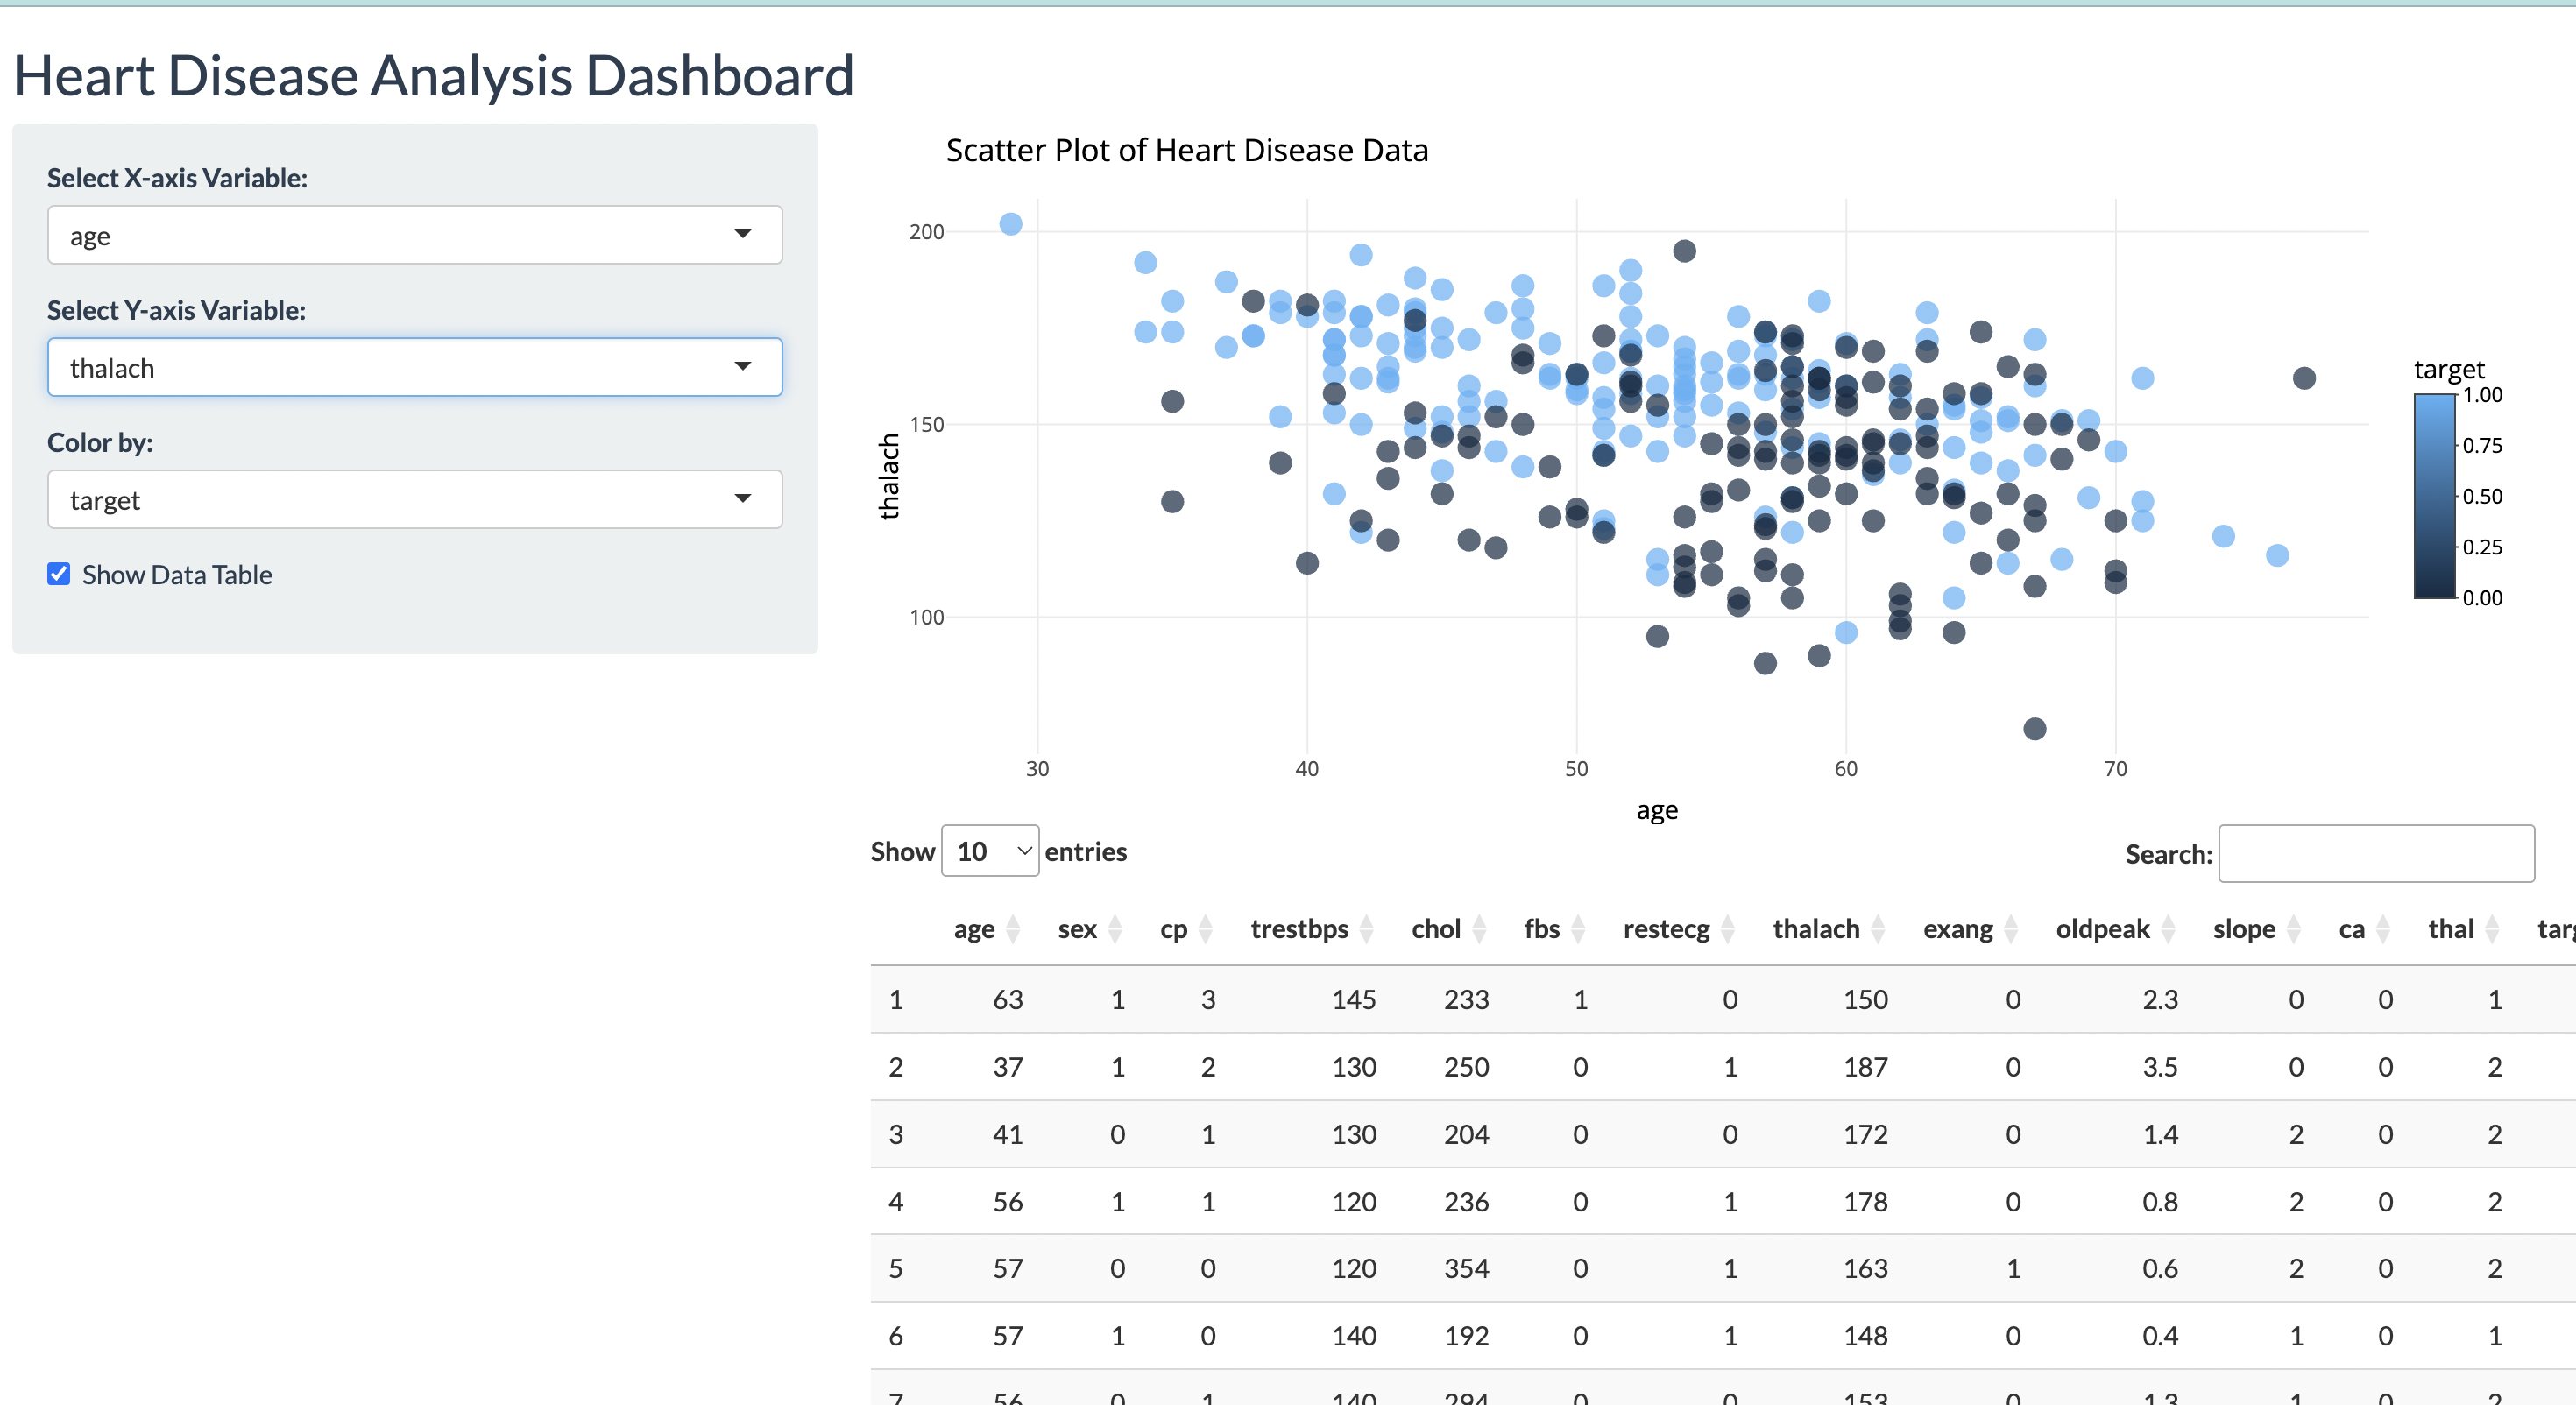 Heart Disease Analysis Dashboard
Select X-axis Variable:
age
Select Y-axis Variable:
thalach
Color by:
target
Show Data Table
Scatter Plot of Heart Disease Data
200
150
100
thalach
30 40 50 60 70
age
target
1.00
0.75
0.50
0.25
0.00
Show 10 entries
Search:
age sex cp trestbps chol fbs restecg thalach exang oldpeak slope ca thal targ
1 63 1 3 145 233 1 0 150 0 2.3 0 0 1
2 37 1 2 130 250 0 1 187 0 3.5 0 0 2
3 41 0 1 130 204 0 0 172 0 1.4 2 0 2
4 56 1 1 120 236 0 1 178 0 0.8 2 0 2
5 57 0 0 120 354 0 1 163 1 0.6 2 0 2
6 57 1 0 140 192 0 1 148 0 0.4 1 0 1
7 56 0 1 140 294 0 0 153 0 1.3 1 0 2